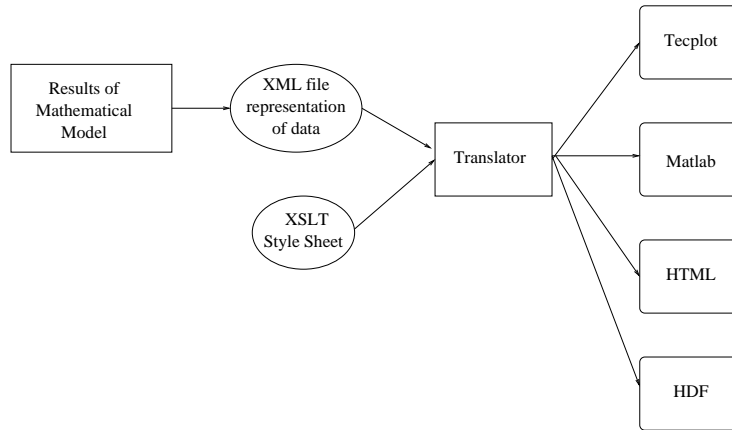 Results of
Mathematical
Model
XML file
representation
of data
XSLT
Style Sheet
Translator
Tecplot
Matlab
HTML
HDF